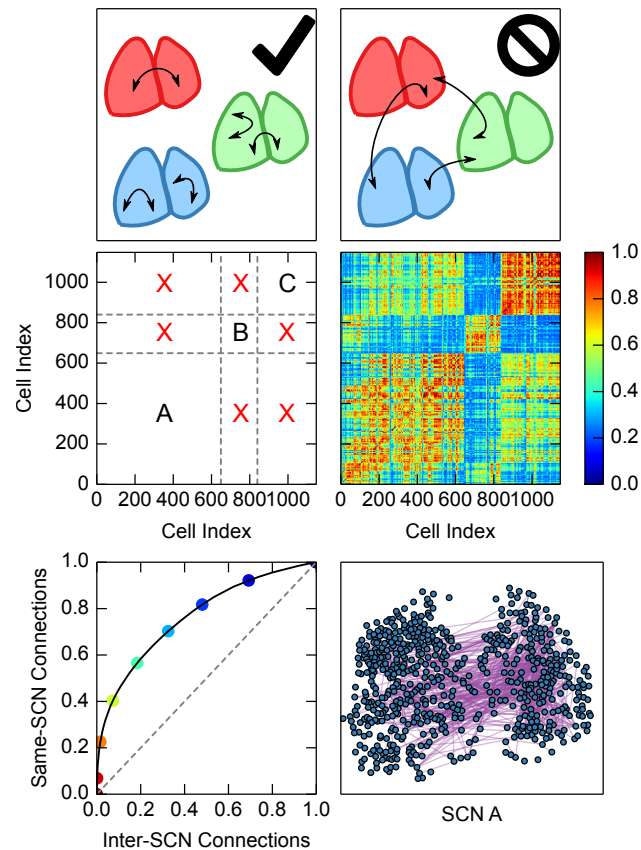 1000
800
600
400
200
0
X X C
X B X
A X X
Cell Index
0 200 400 600 800 1000
Cell Index
0 200 400 600 800 1000
Cell Index
1.0
0.8
0.6
0.4
0.2
0.0
1.0
0.8
0.6
0.4
0.2
0.0
Same-SCN Connections
0.0 0.2 0.4 0.6 0.8 1.0
Inter-SCN Connections
SCN A